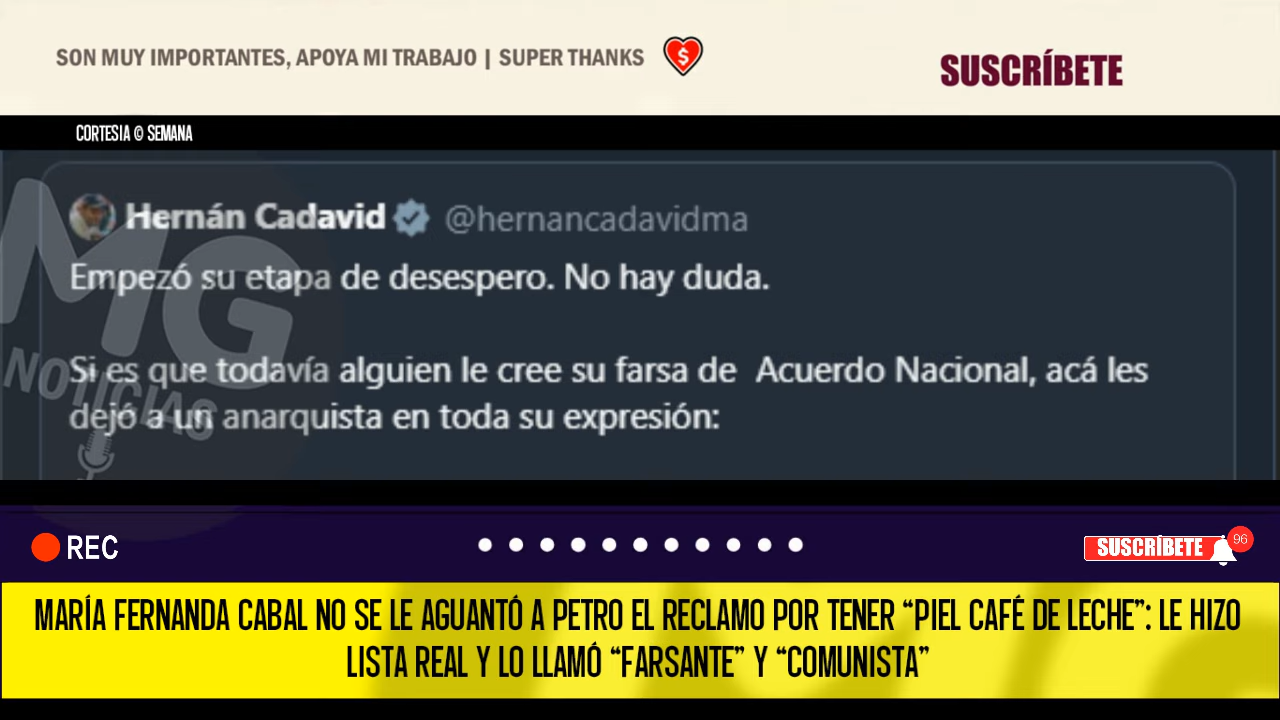 SON MUY IMPORTANTES, APOYA MI TRABAJO | SUPER THANKS
SUSCRÍBETE
CORTESIA © SEMANA
Hernán Cadavid @hernancadavidma
Empezó su etapa de desespero. No hay duda.
Si es que todavía alguien le cree su farsa de Acuerdo Nacional, acá les
dejó a un anarquista en toda su expresión:
MG
NOTICIAS
REC
SUSCRÍBETE
96
MARÍA FERNANDA CABAL NO SE LE AGUANTÓ A PETRO EL RECLAMO POR TENER “PIEL CAFÉ DE LECHE”: LE HIZO
LISTA REAL Y LO LLAMÓ “FARSANTE” Y “COMUNISTA”